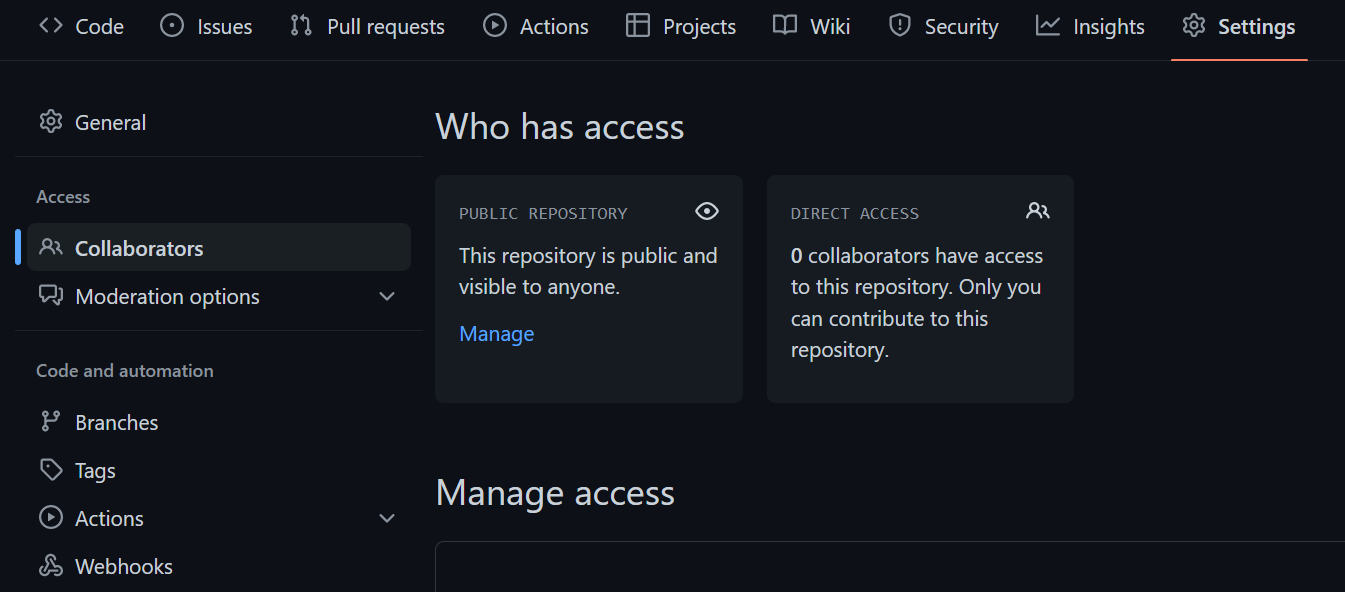 Code
Issues
Pull requests
Actions
Projects
Wiki
Security
Insights
Settings
General
Access
Collaborators
Moderation options
Code and automation
Branches
Tags
Actions
Webhooks
Who has access
PUBLIC REPOSITORY
This repository is public and
visible to anyone.
Manage
DIRECT ACCESS
0 collaborators have access
to this repository. Only you
can contribute to this
repository.
Manage access